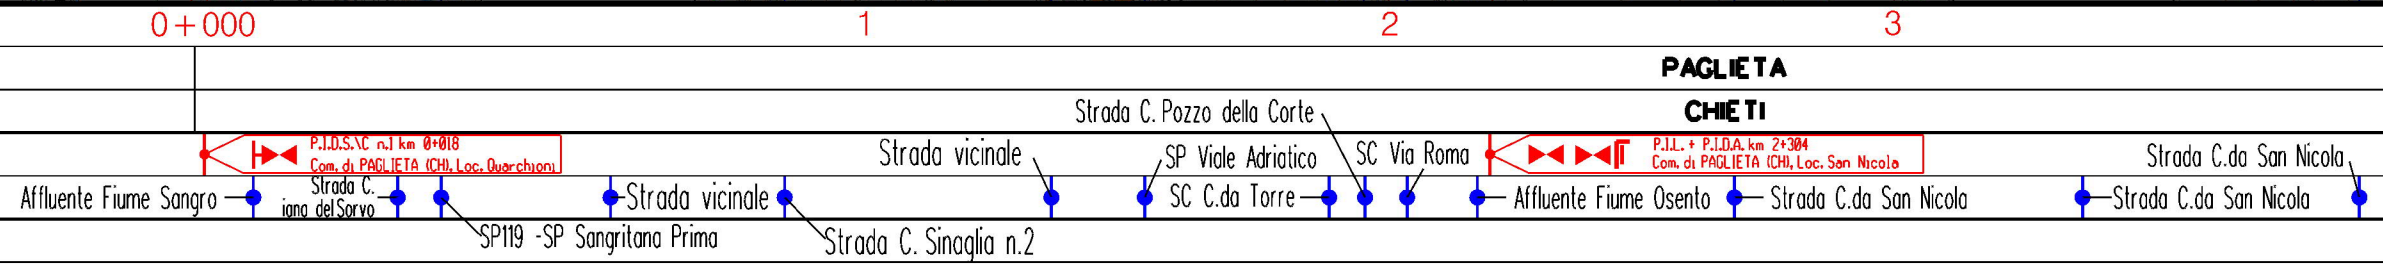 0+000 1 2 3
PAGLIETA
CHIETI
Strada C. Pozzo della Corte
P.I.D.S.\C n.1 km 0+018
Com. di PAGLIETA (CH), Loc. Quarchioni
Strada vicinale
SP Viale Adriatico
SC Via Roma
P.I.L. + P.I.D.A. km 2+304
Com. di PAGLIETA (CH), Loc. San Nicola
Strada C.da San Nicola
Affluente Fiume Sangro
Strada C.
iana del Sorvo
Strada vicinale
SC C.da Torre
Affluente Fiume Osento
Strada C.da San Nicola
Strada C.da San Nicola
SP119 -SP Sangritana Prima
Strada C. Sinaglia n.2